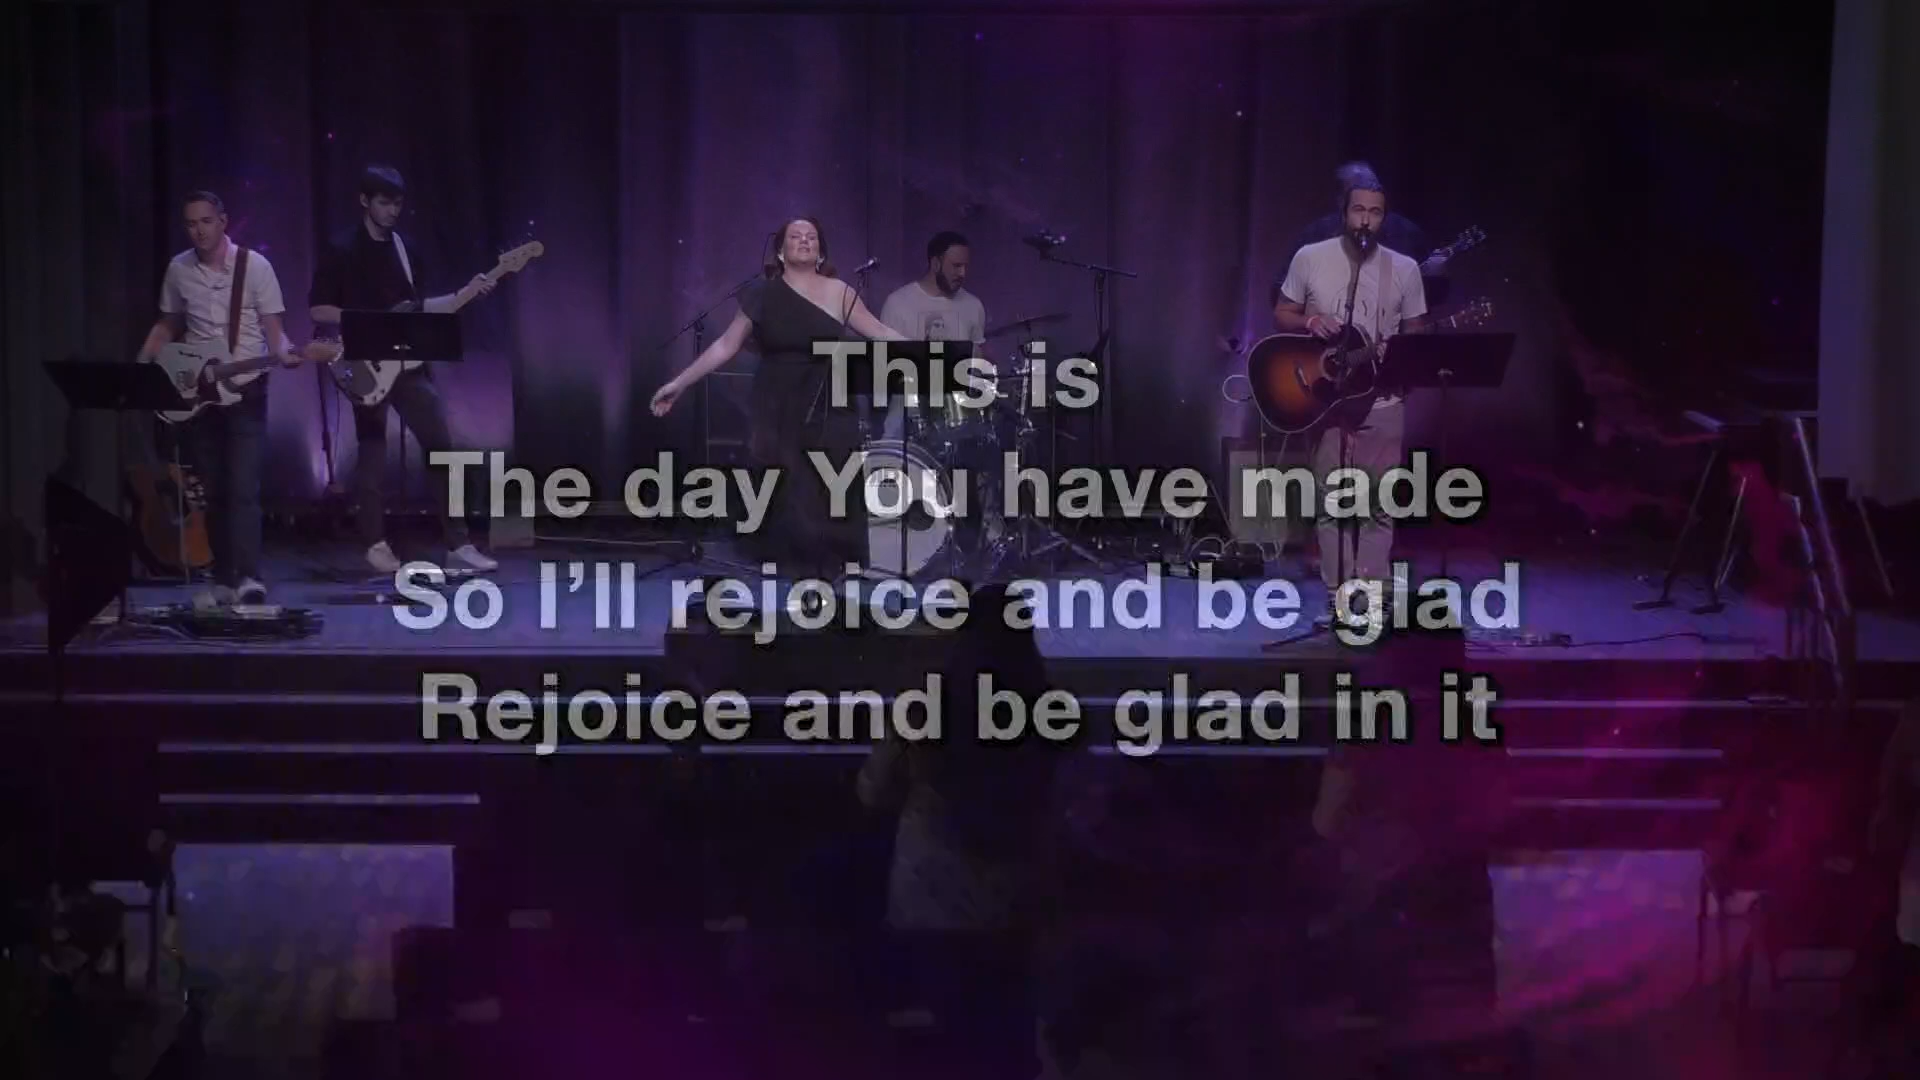 This is
The day You have made
So I’ll rejoice and be glad
Rejoice and be glad in it